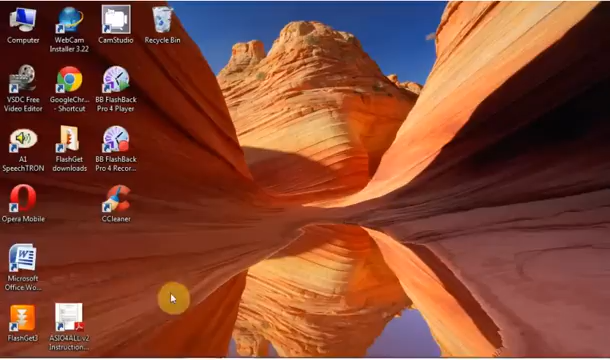 Computer
WebCam
Installer 3.22
CamStudio
Recycle Bin
VSDC Free
Video Editor
GoogleChr...
- Shortcut
BB FlashBack
Pro 4 Player
A1
SpeechTRON
FlashGet
downloads
BB FlashBack
Pro 4 Recor...
Opera Mobile
CCleaner
Microsoft
Office Wo...
FlashGet3
ASIO4ALL v2
Instruction...